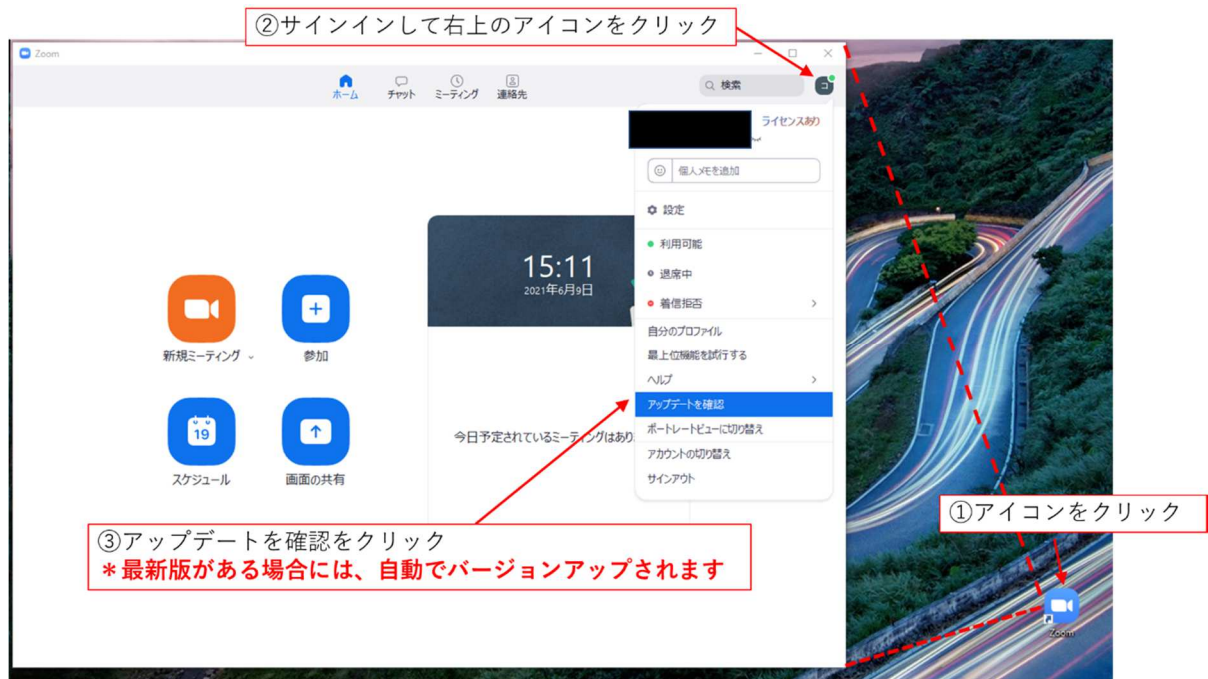 ②サインインして右上のアイコンをクリック
Zoom
ホーム
チャット
ミーティング
連絡先
検索
コ
ライセンスあり
個人メモを追加
設定
利用可能
退席中
着信拒否
自分のプロファイル
最上位機能を試行する
ヘルプ
アップデートを確認
ポートレートビューに切り替え
アカウントの切り替え
サインアウト
15:11
2021年6月9日
新規ミーティング
参加
19
スケジュール
画面の共有
今日予定されているミーティングはあり
③アップデートを確認をクリック
＊最新版がある場合には、自動でバージョンアップされます
①アイコンをクリック
Zoom